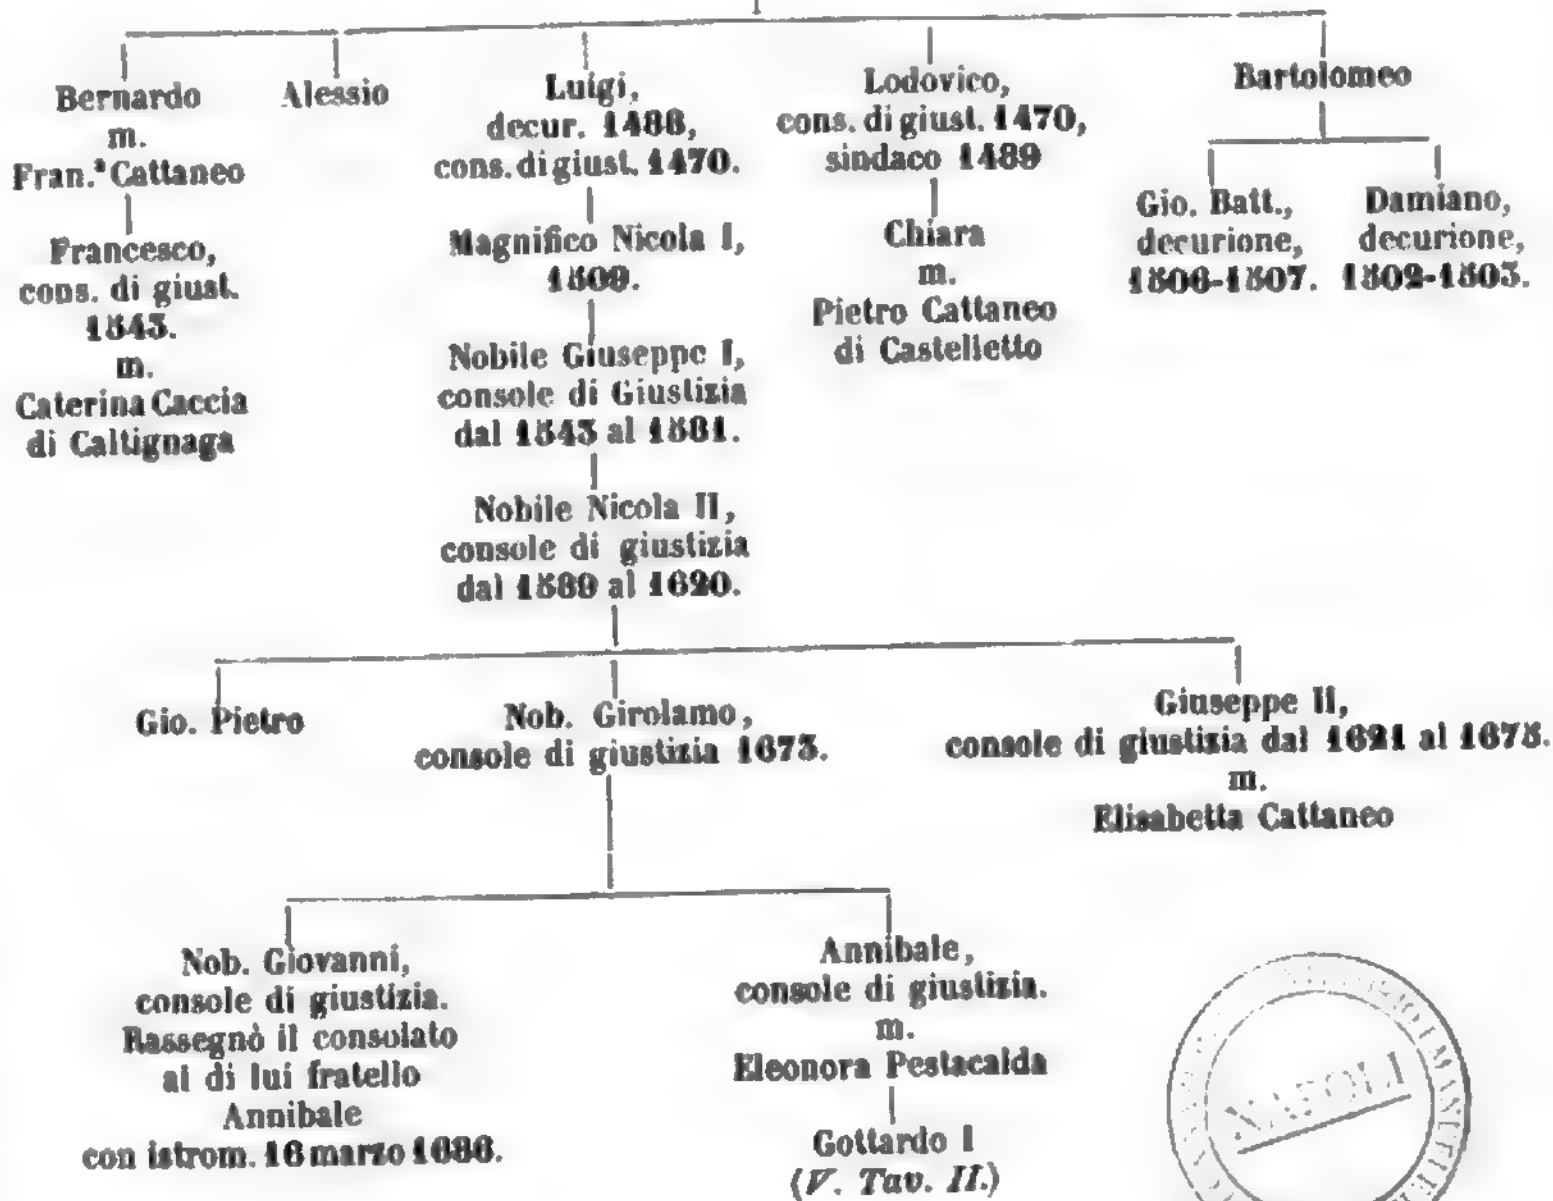 Bernardo
m.
Fran.ª Cattaneo
Francesco,
cons. di giust.
1543.
m.
Caterina Caccia
di Caltignaga
Alessio
Luigi,
decur. 1488,
cons. di giust. 1470.
Magnifico Nicola I,
1509.
Nobile Giuseppe I,
console di Giustizia
dal 1543 al 1581.
Nobile Nicola II,
console di giustizia
dal 1589 al 1620.
Lodovico,
cons. di giust. 1470,
sindaco 1489
Chiara
m.
Pietro Cattaneo
di Castelletto
Bartolomeo
Gio. Batt.,
decurione,
1506-1507.
Damiano,
decurione,
1502-1503.
Gio. Pietro
Nob. Girolamo,
console di giustizia 1673.
Giuseppe II,
console di giustizia dal 1621 al 1675.
m.
Elisabetta Cattaneo
Nob. Giovanni,
console di giustizia.
Rassegnò il consolato
al di lui fratello
Annibale
con istrom. 16 marzo 1686.
Annibale,
console di giustizia.
m.
Eleonora Pestacalda
Gottardo I
(V. Tav. II.)
NAPOLI